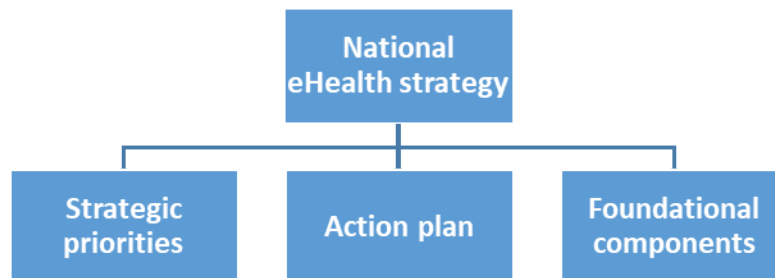 National
eHealth strategy
Strategic
priorities
Action plan
Foundational
components